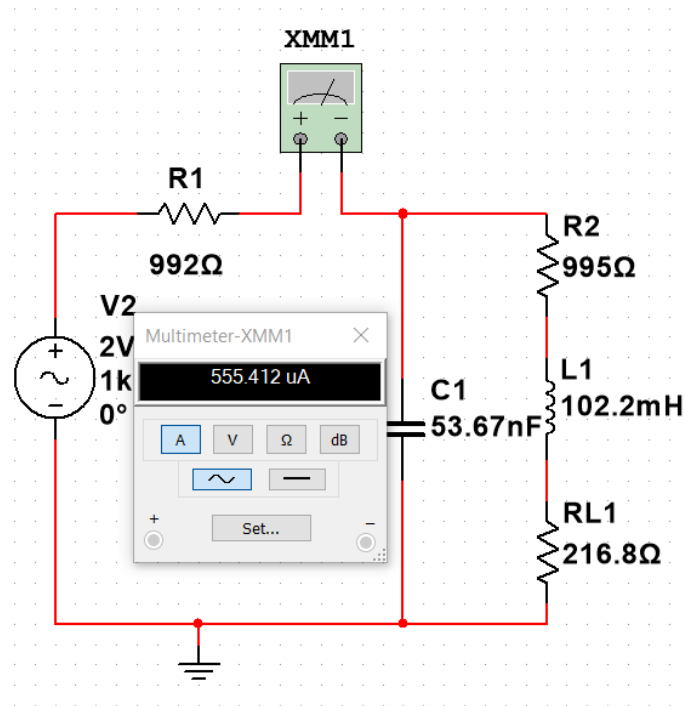 XMM1
+ −
R1
992Ω
V2
2V
1k
0°
+
−
Multimeter-XMM1
555.412 uA
A V Ω dB
+ −
Set...
C1
53.67nF
R2
995Ω
L1
102.2mH
RL1
216.8Ω